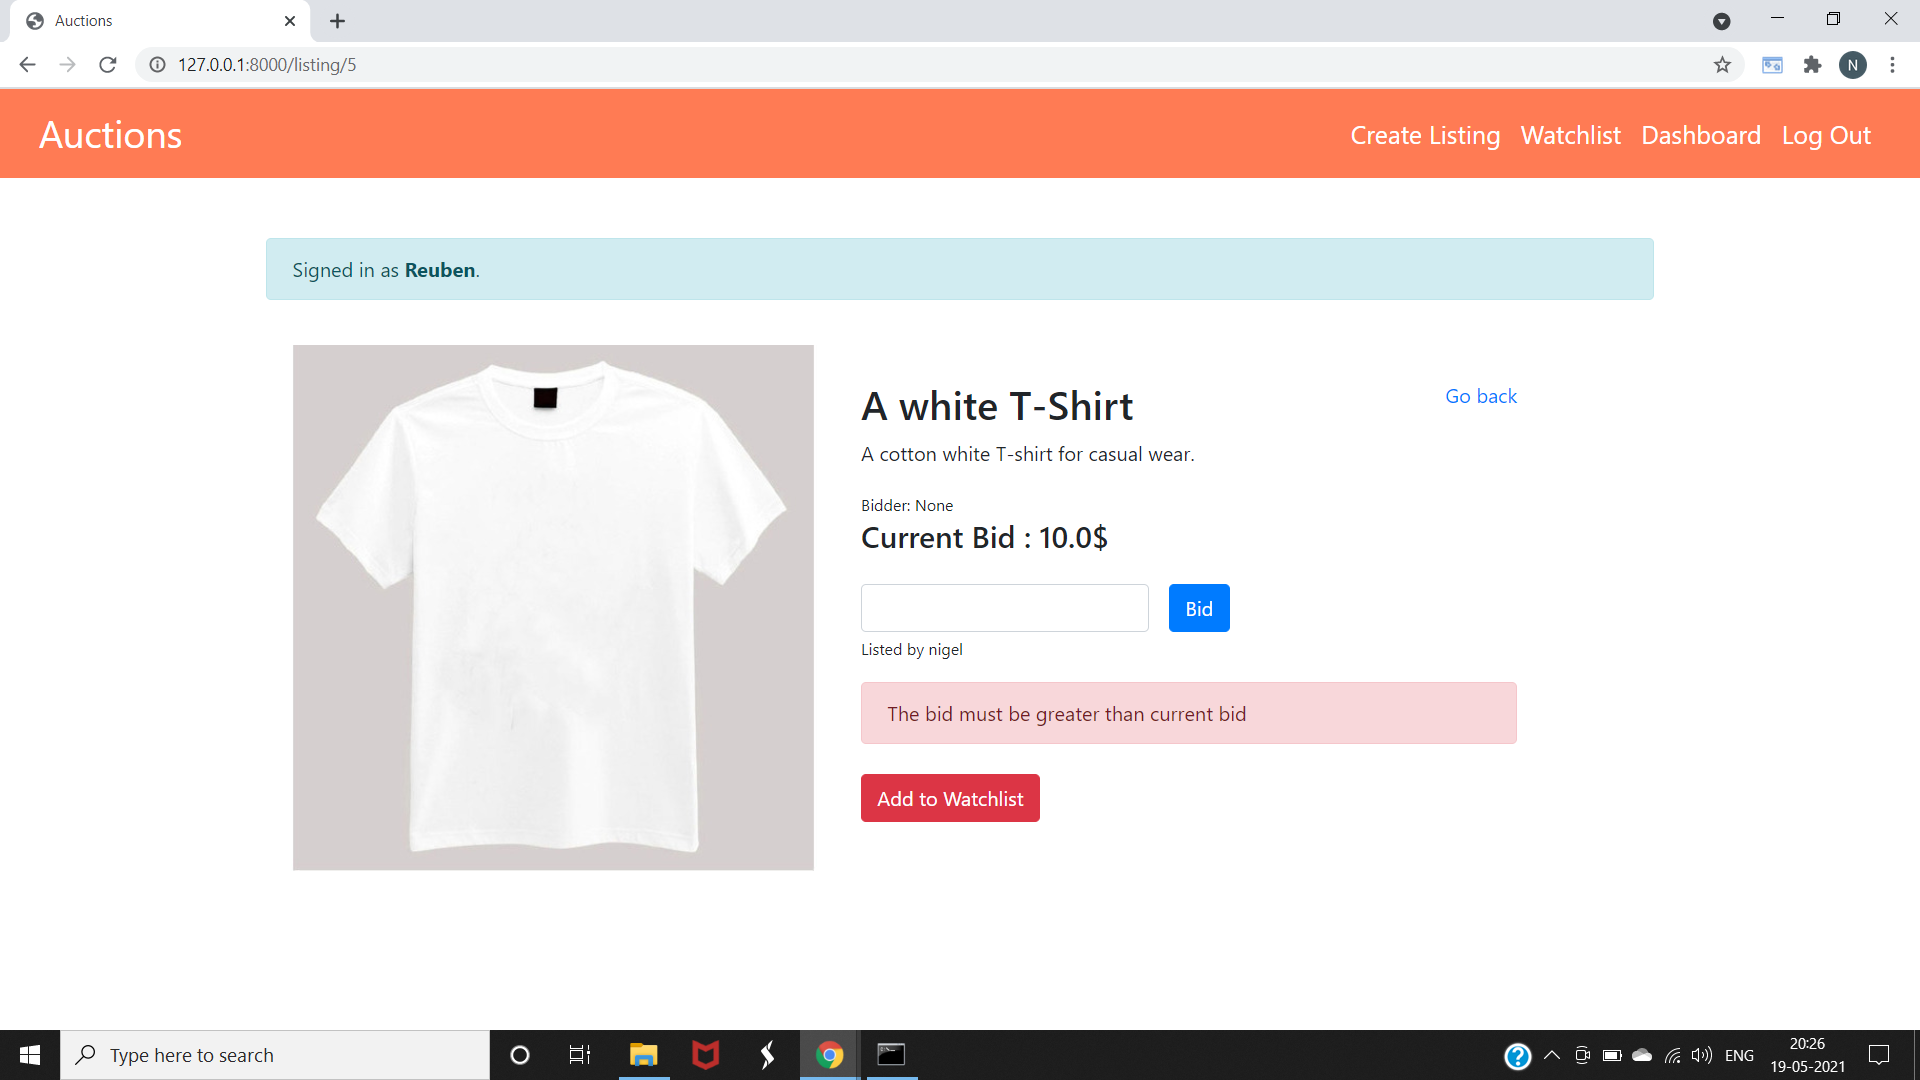 Auctions
127.0.0.1:8000/listing/5
N
Auctions
Create Listing Watchlist Dashboard Log Out
Signed in as Reuben.
A white T-Shirt
Go back
A cotton white T-shirt for casual wear.
Bidder: None
Current Bid : 10.0$
Bid
Listed by nigel
The bid must be greater than current bid
Add to Watchlist
Type here to search
ENG
20:26
19-05-2021